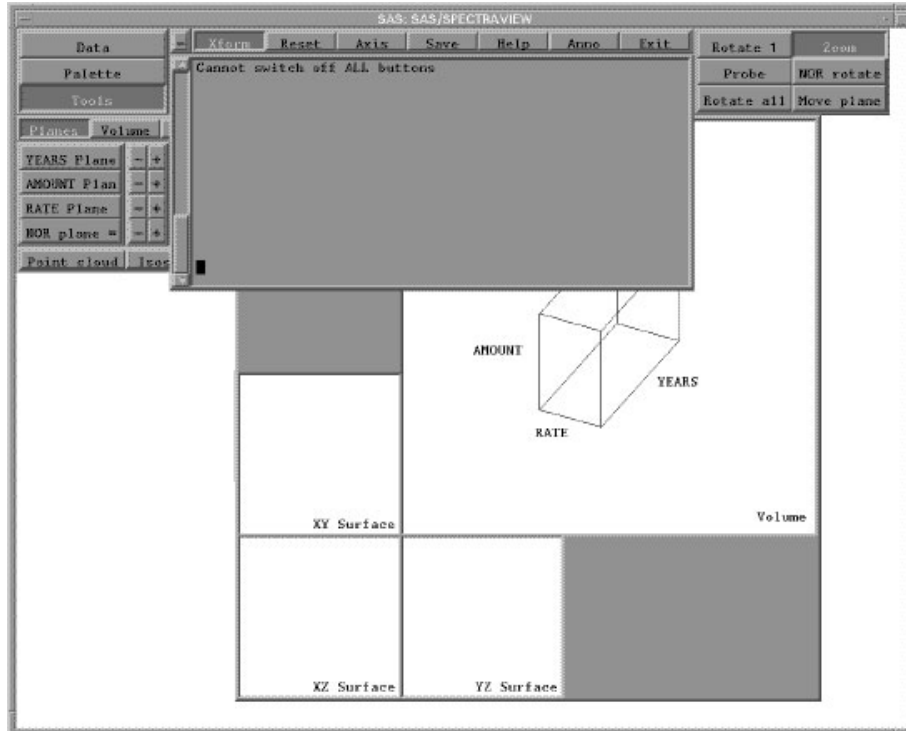 SAS: SAS/SPECTRAVIEW
Data
Palette
Tools
Xform Reset Axis Save Help Anno Exit
Cannot switch off ALL buttons
Rotate 1 Zoom
Probe NOR rotate
Rotate all Move plane
Planes Volume
YEARS Plane - +
AMOUNT Plan - +
RATE Plane - +
NOR plane = - +
Point cloud Isos
AMOUNT
YEARS
RATE
Volume
XY Surface
XZ Surface
YZ Surface